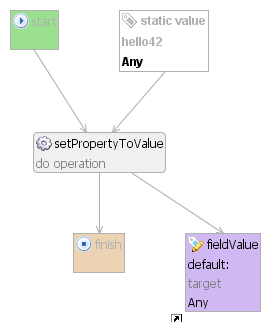 start
static value
hello42
Any
setPropertyToValue
do operation
finish
fieldValue
default:
target
Any